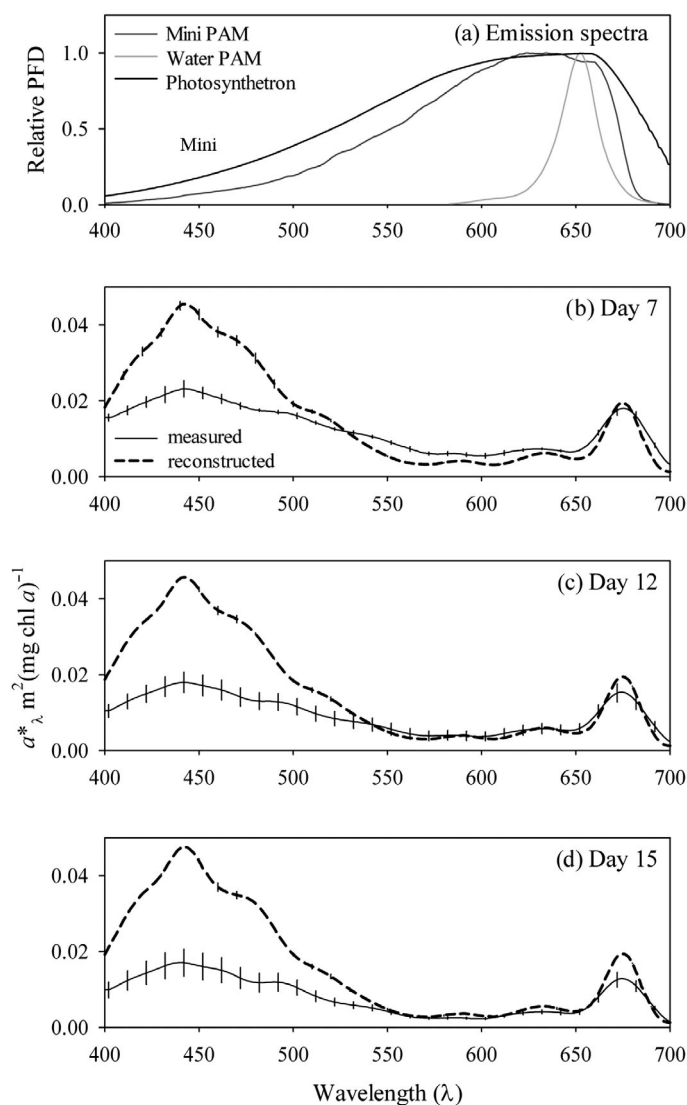 (a) Emission spectra
Mini PAM
Water PAM
Photosynthetron
Mini
Relative PFD
1.0
0.5
0.0
400 450 500 550 600 650 700
(b) Day 7
0.04
0.02
0.00
measured
reconstructed
400 450 500 550 600 650 700
(c) Day 12
0.04
0.02
0.00
a*λ m²(mg chl a)⁻¹
400 450 500 550 600 650 700
(d) Day 15
0.04
0.02
0.00
400 450 500 550 600 650 700
Wavelength (λ)